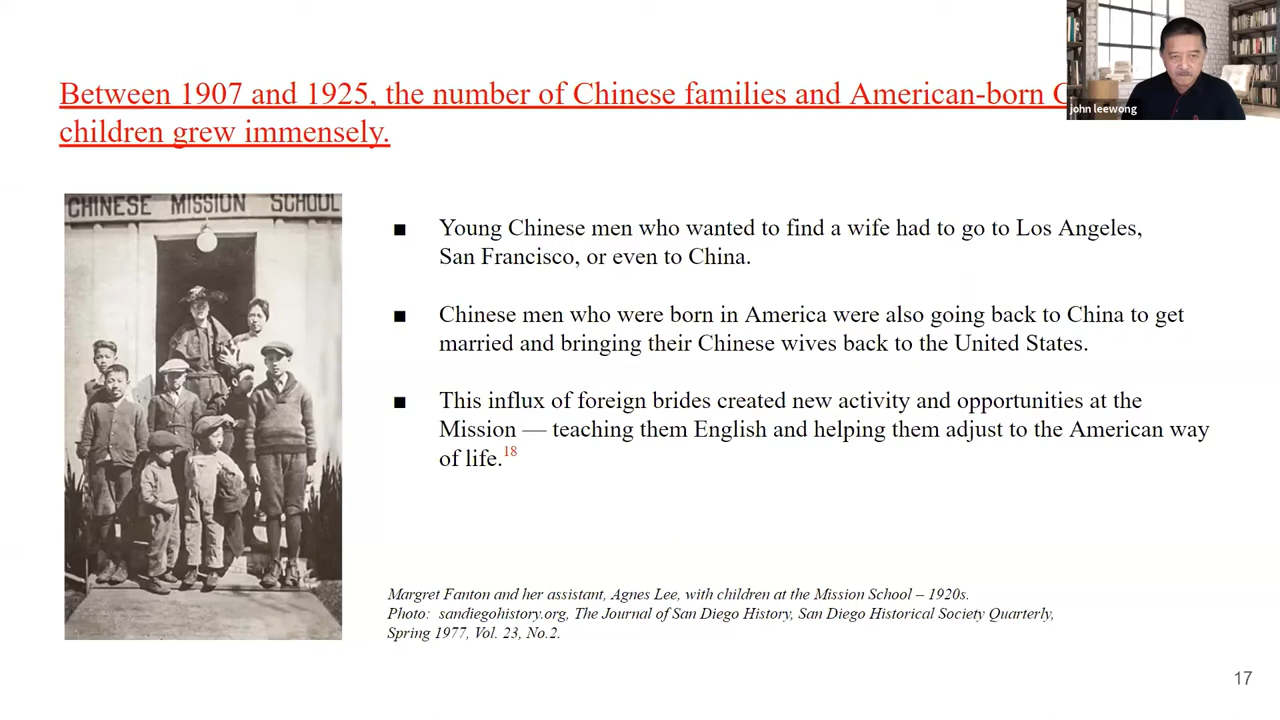 Between 1907 and 1925, the number of Chinese families and American-born
children grew immensely.
john leewong
CHINESE MISSION SCHOOL
■ Young Chinese men who wanted to find a wife had to go to Los Angeles,
San Francisco, or even to China.
■ Chinese men who were born in America were also going back to China to get
married and bringing their Chinese wives back to the United States.
■ This influx of foreign brides created new activity and opportunities at the
Mission — teaching them English and helping them adjust to the American way
of life.18
Margret Fanton and her assistant, Agnes Lee, with children at the Mission School – 1920s.
Photo: sandiegohistory.org, The Journal of San Diego History, San Diego Historical Society Quarterly,
Spring 1977, Vol. 23, No.2.
17